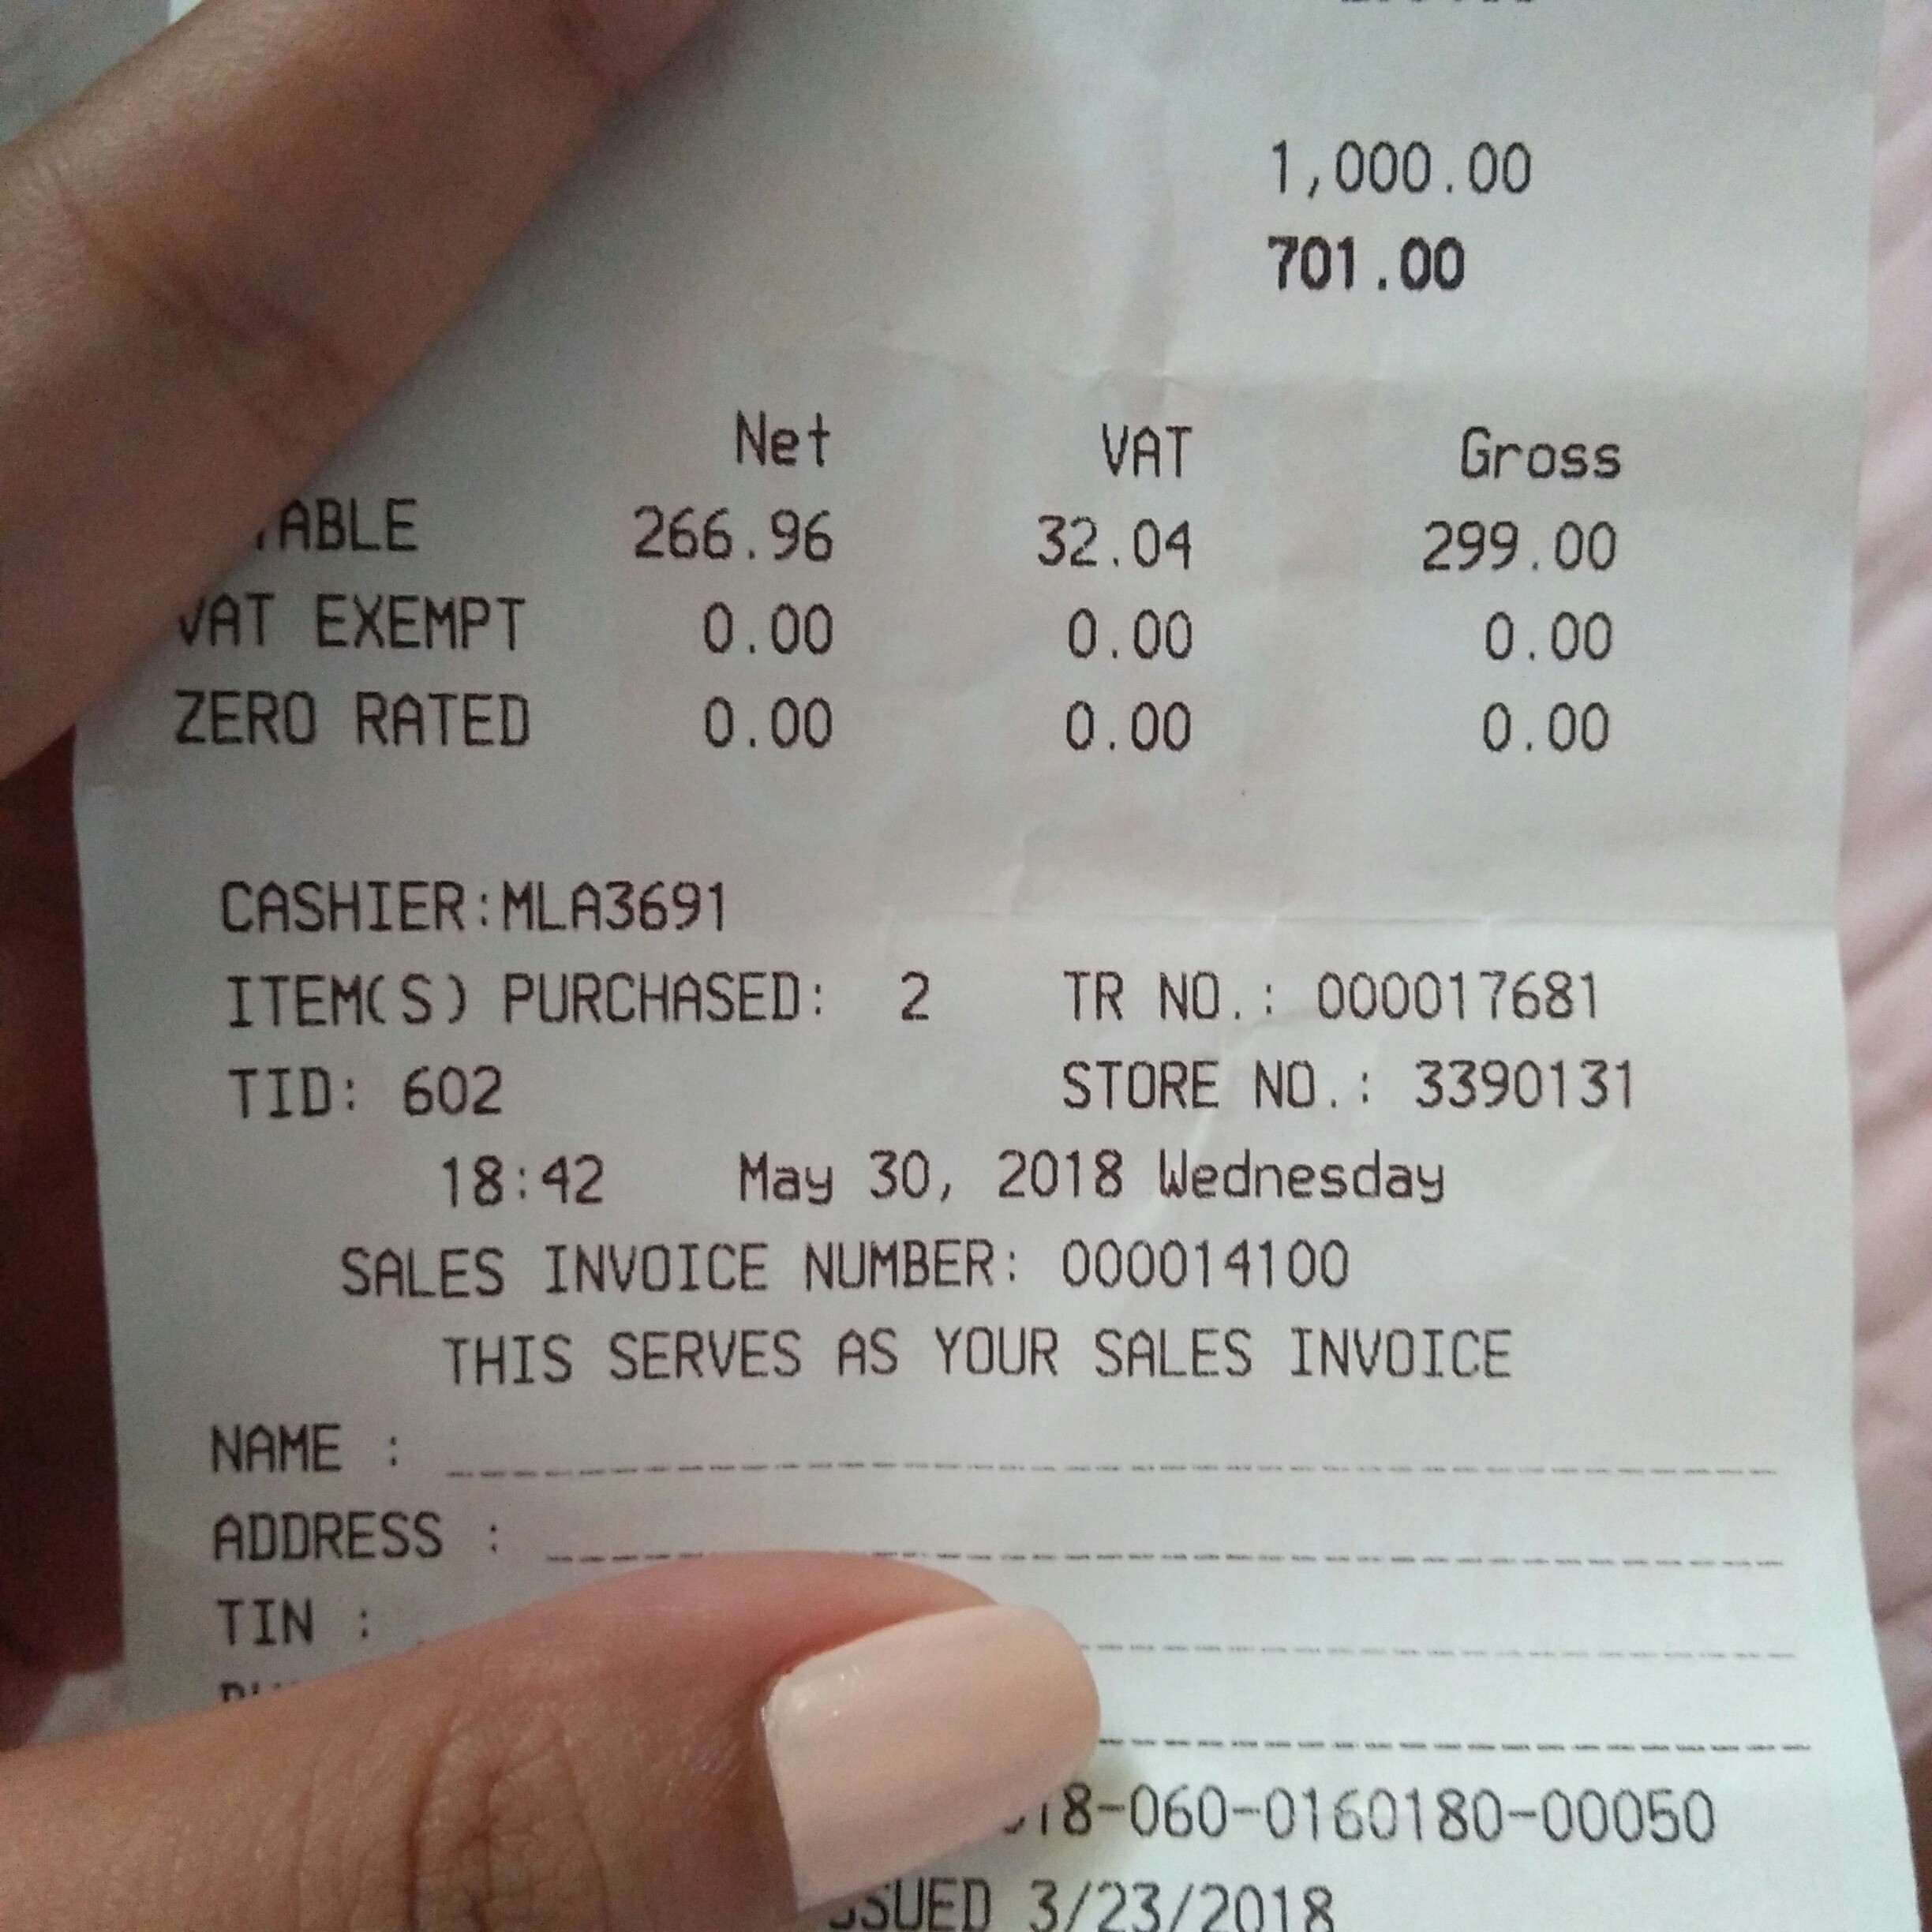 1,000.00
701.00
Net VAT Gross
266.96 32.04 299.00
VAT EXEMPT 0.00 0.00 0.00
ZERO RATED 0.00 0.00 0.00
CASHIER:MLA3691
ITEM(S) PURCHASED: 2 TR NO.: 000017681
TID: 602 STORE NO.: 3390131
18:42 May 30, 2018 Wednesday
SALES INVOICE NUMBER: 000014100
THIS SERVES AS YOUR SALES INVOICE
NAME :
ADDRESS :
TIN :
18-060-0160180-00050
3/23/2018